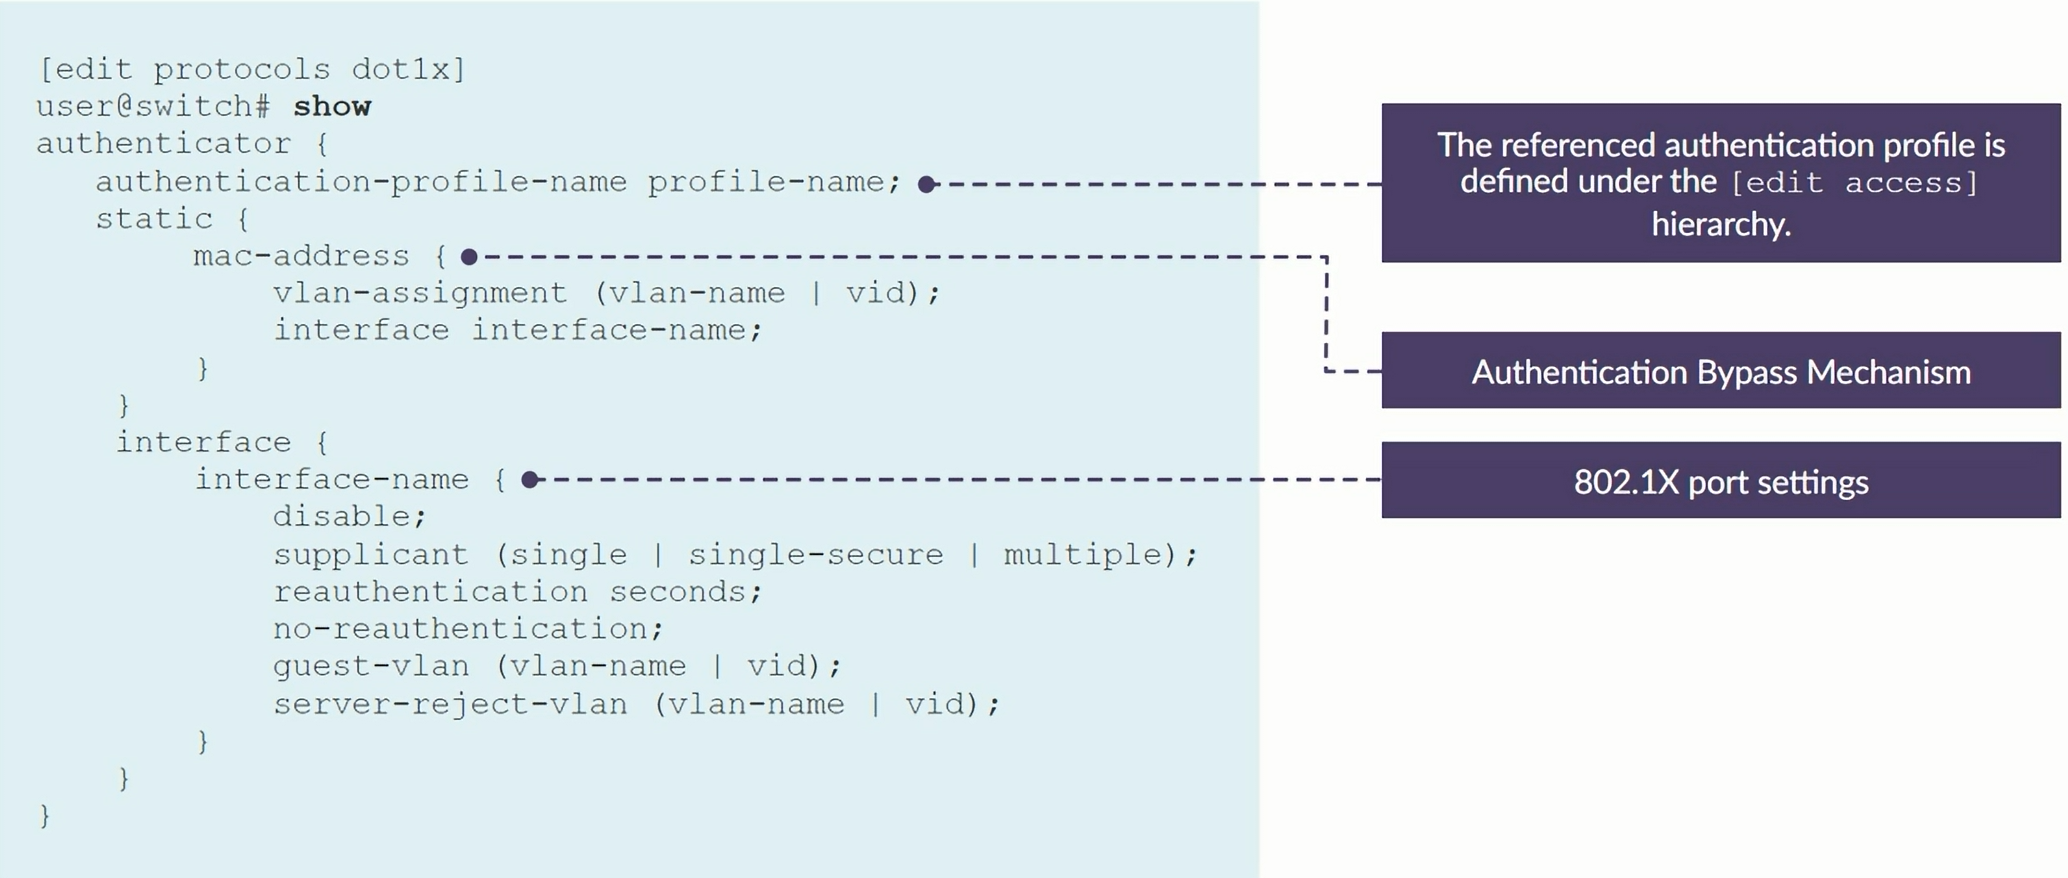 [edit protocols dot1x]
user@switch# show
authenticator {
authentication-profile-name profile-name;
static {
mac-address {
vlan-assignment (vlan-name | vid);
interface interface-name;
}
}
interface {
interface-name {
disable;
supplicant (single | single-secure | multiple);
reauthentication seconds;
no-reauthentication;
guest-vlan (vlan-name | vid);
server-reject-vlan (vlan-name | vid);
}
}
}
The referenced authentication profile is
defined under the [edit access]
hierarchy.
Authentication Bypass Mechanism
802.1X port settings